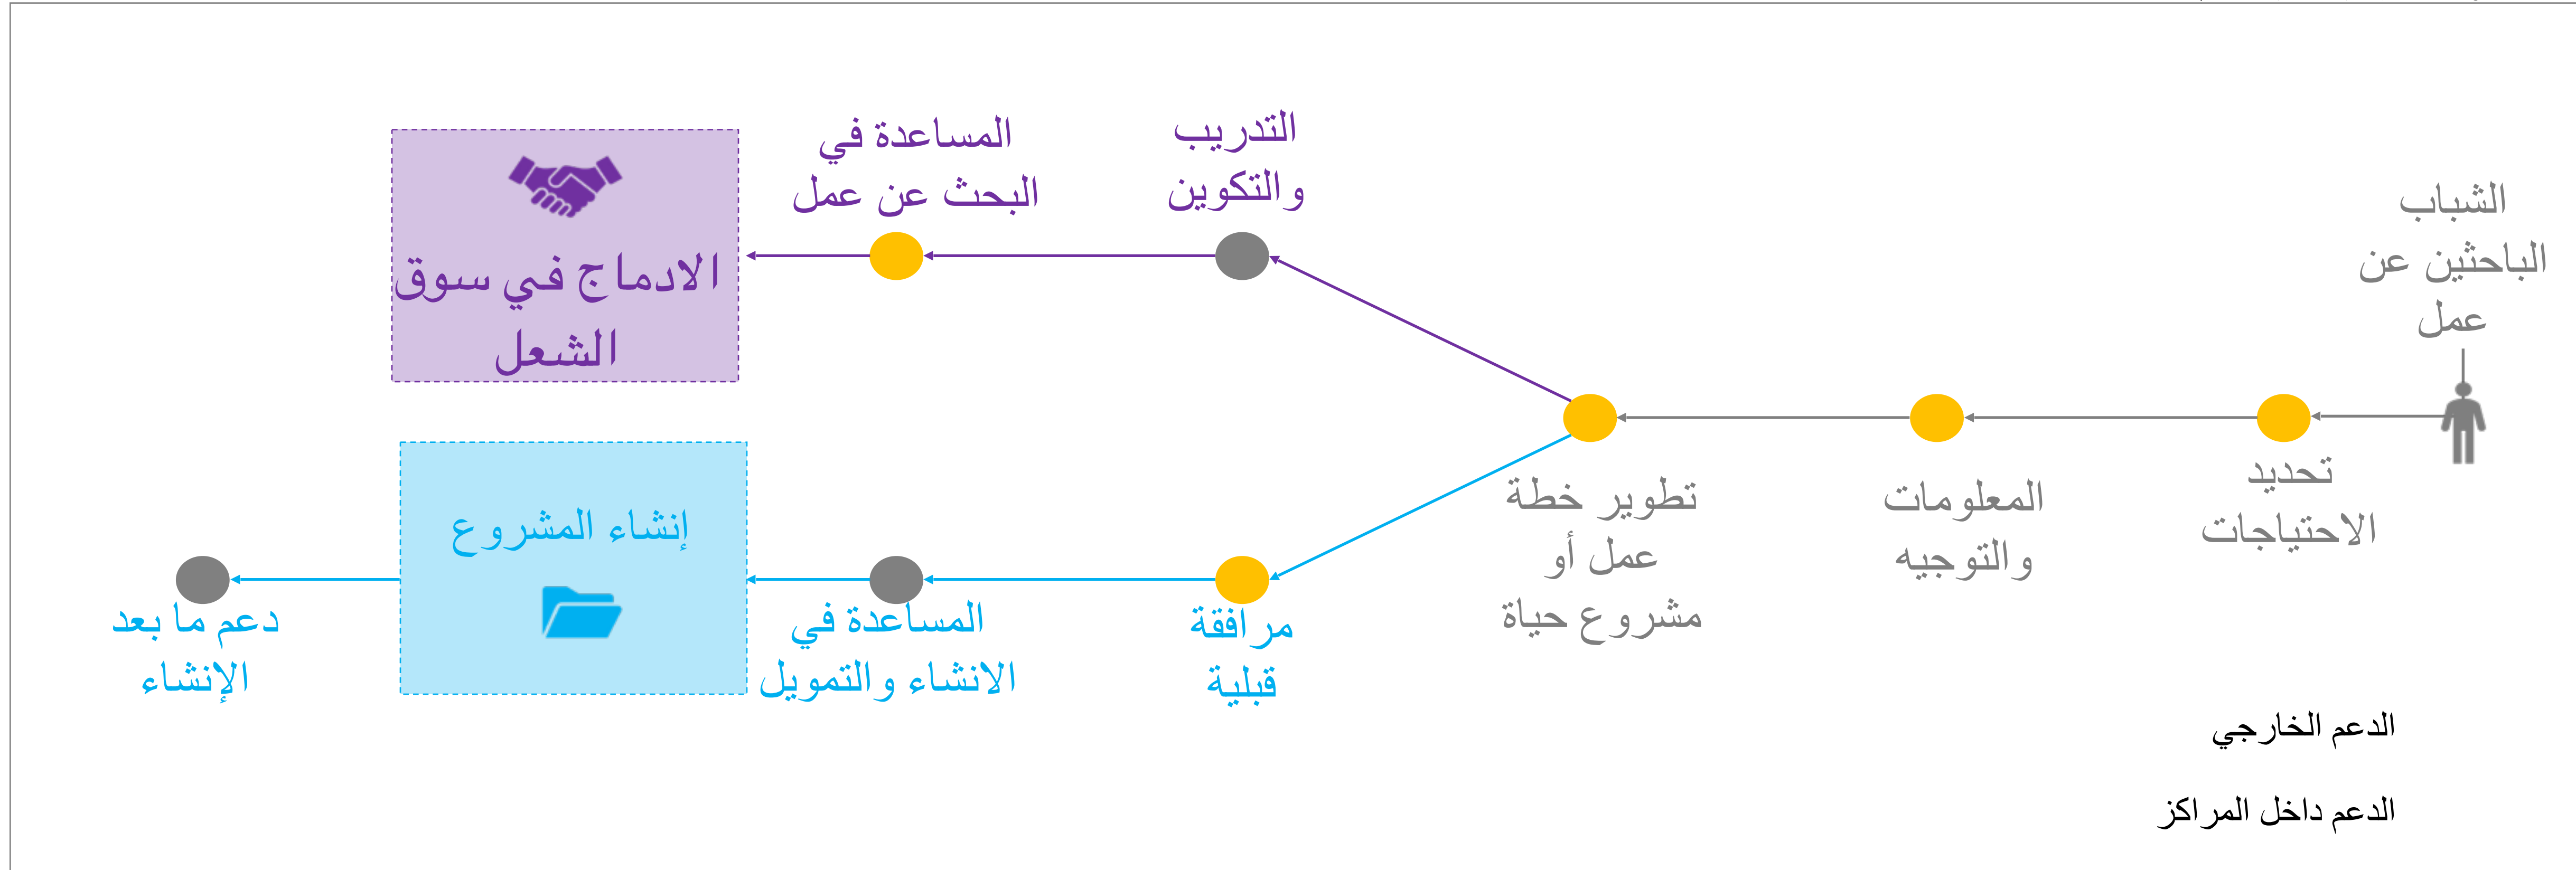 الشباب
الباحثين عن
عمل
تحديد
الاحتياجات
المعلومات
والتوجيه
تطوير خطة
عمل أو
مشروع حياة
التدريب
والتكوين
المساعدة في
البحث عن عمل
الادماج في سوق
الشعل
مرافقة
قبلية
المساعدة في
الانشاء والتمويل
إنشاء المشروع
دعم ما بعد
الإنشاء
الدعم الخارجي
الدعم داخل المراكز